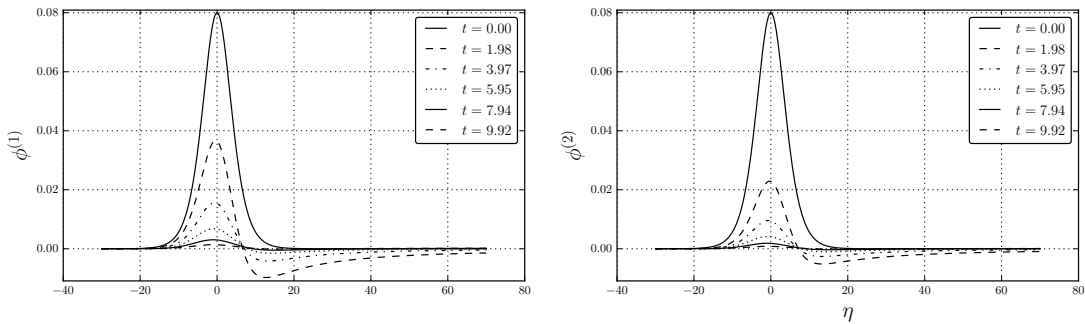 0.08
0.06
0.04
0.02
0.00
−40
−20
0
20
40
60
80
ϕ(1)
t = 0.00
t = 1.98
t = 3.97
t = 5.95
t = 7.94
t = 9.92
0.08
0.06
0.04
0.02
0.00
−40
−20
0
20
40
60
80
ϕ(2)
η
t = 0.00
t = 1.98
t = 3.97
t = 5.95
t = 7.94
t = 9.92